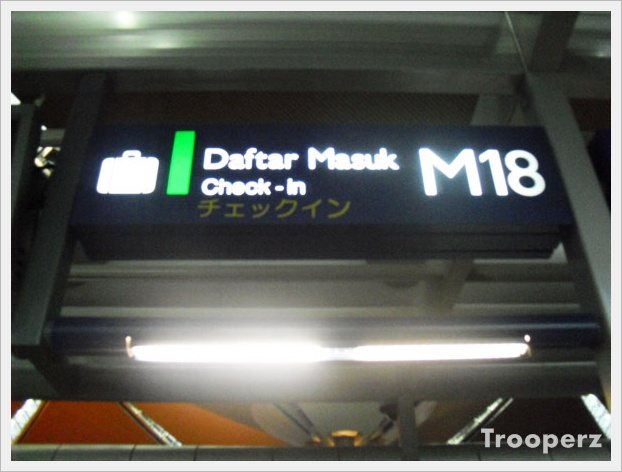 Daftar Masuk
Check-in
チェックイン
M18
Trooperz